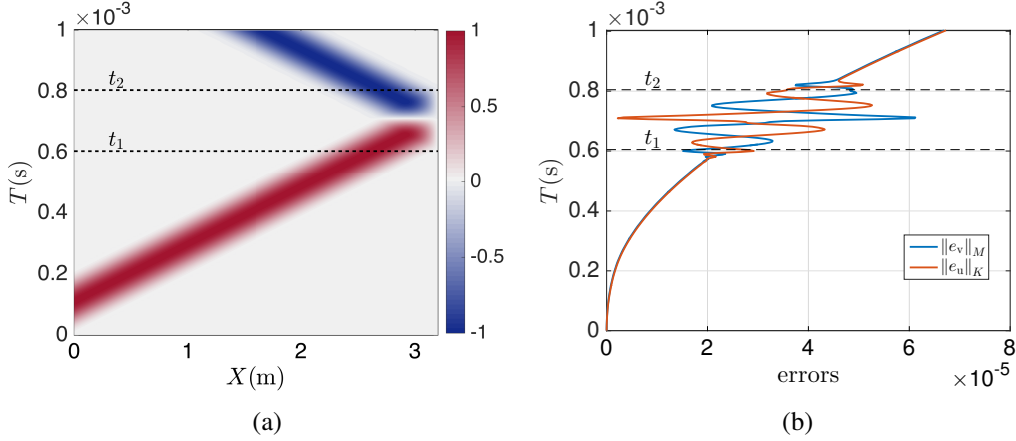 ×10⁻³
1
0.8
0.6
0.4
0.2
0
T(s)
t₂
t₁
0 1 2 3
X(m)
1
0.5
0
-0.5
-1
(a)
×10⁻³
1
0.8
0.6
0.4
0.2
0
T(s)
t₂
t₁
‖e_v‖_M
‖e_u‖_K
0 2 4 6 8
errors
×10⁻⁵
(b)